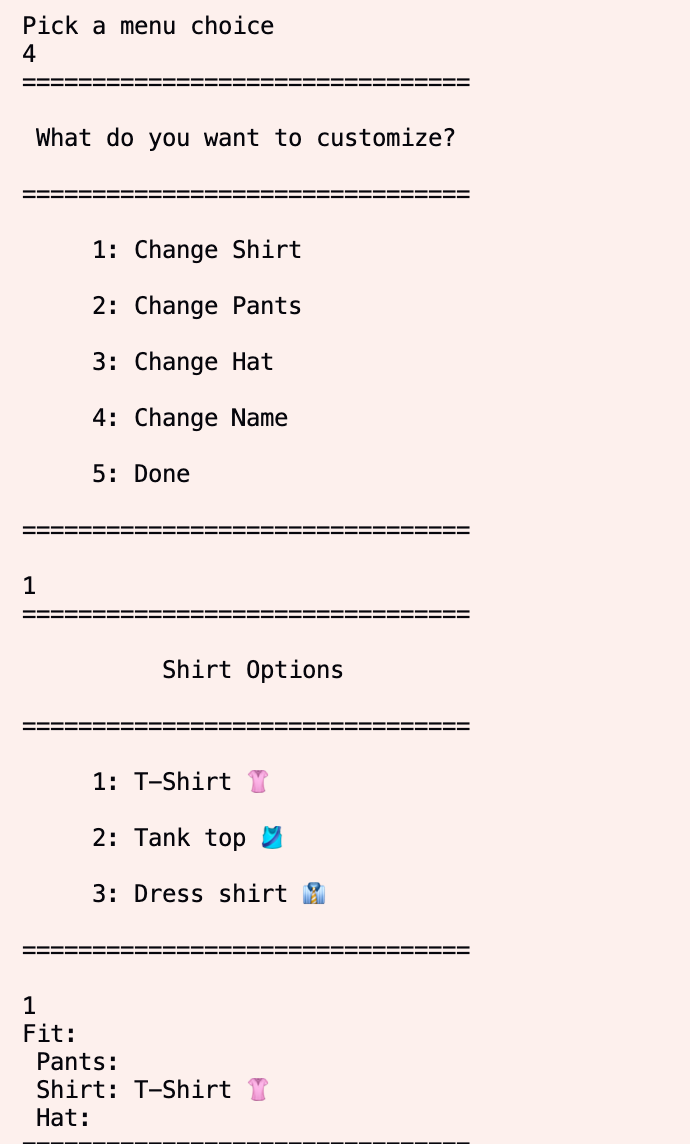 Pick a menu choice
4
================================
What do you want to customize?
================================
1: Change Shirt
2: Change Pants
3: Change Hat
4: Change Name
5: Done
================================
1
================================
Shirt Options
================================
1: T-Shirt 👚
2: Tank top 🎽
3: Dress shirt 👔
================================
1
Fit:
Pants:
Shirt: T-Shirt 👚
Hat:
================================